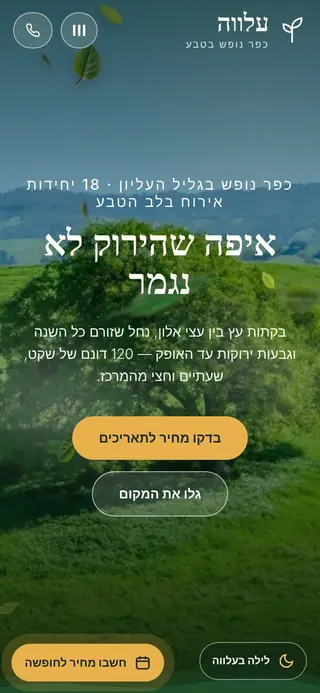 עלווה
כפר נופש בטבע
כפר נופש בגליל העליון · 18 יחידות
אירוח בלב הטבע
איפה שהירוק לא
נגמר
בקתות עץ בין עצי אלון, נחל שזורם כל השנה
וגבעות ירוקות עד האופק — 120 דונם של שקט,
שעתיים וחצי מהמרכז.
בדקו מחיר לתאריכים
גלו את המקום
לילה בעלווה
חשבו מחיר לחופשה